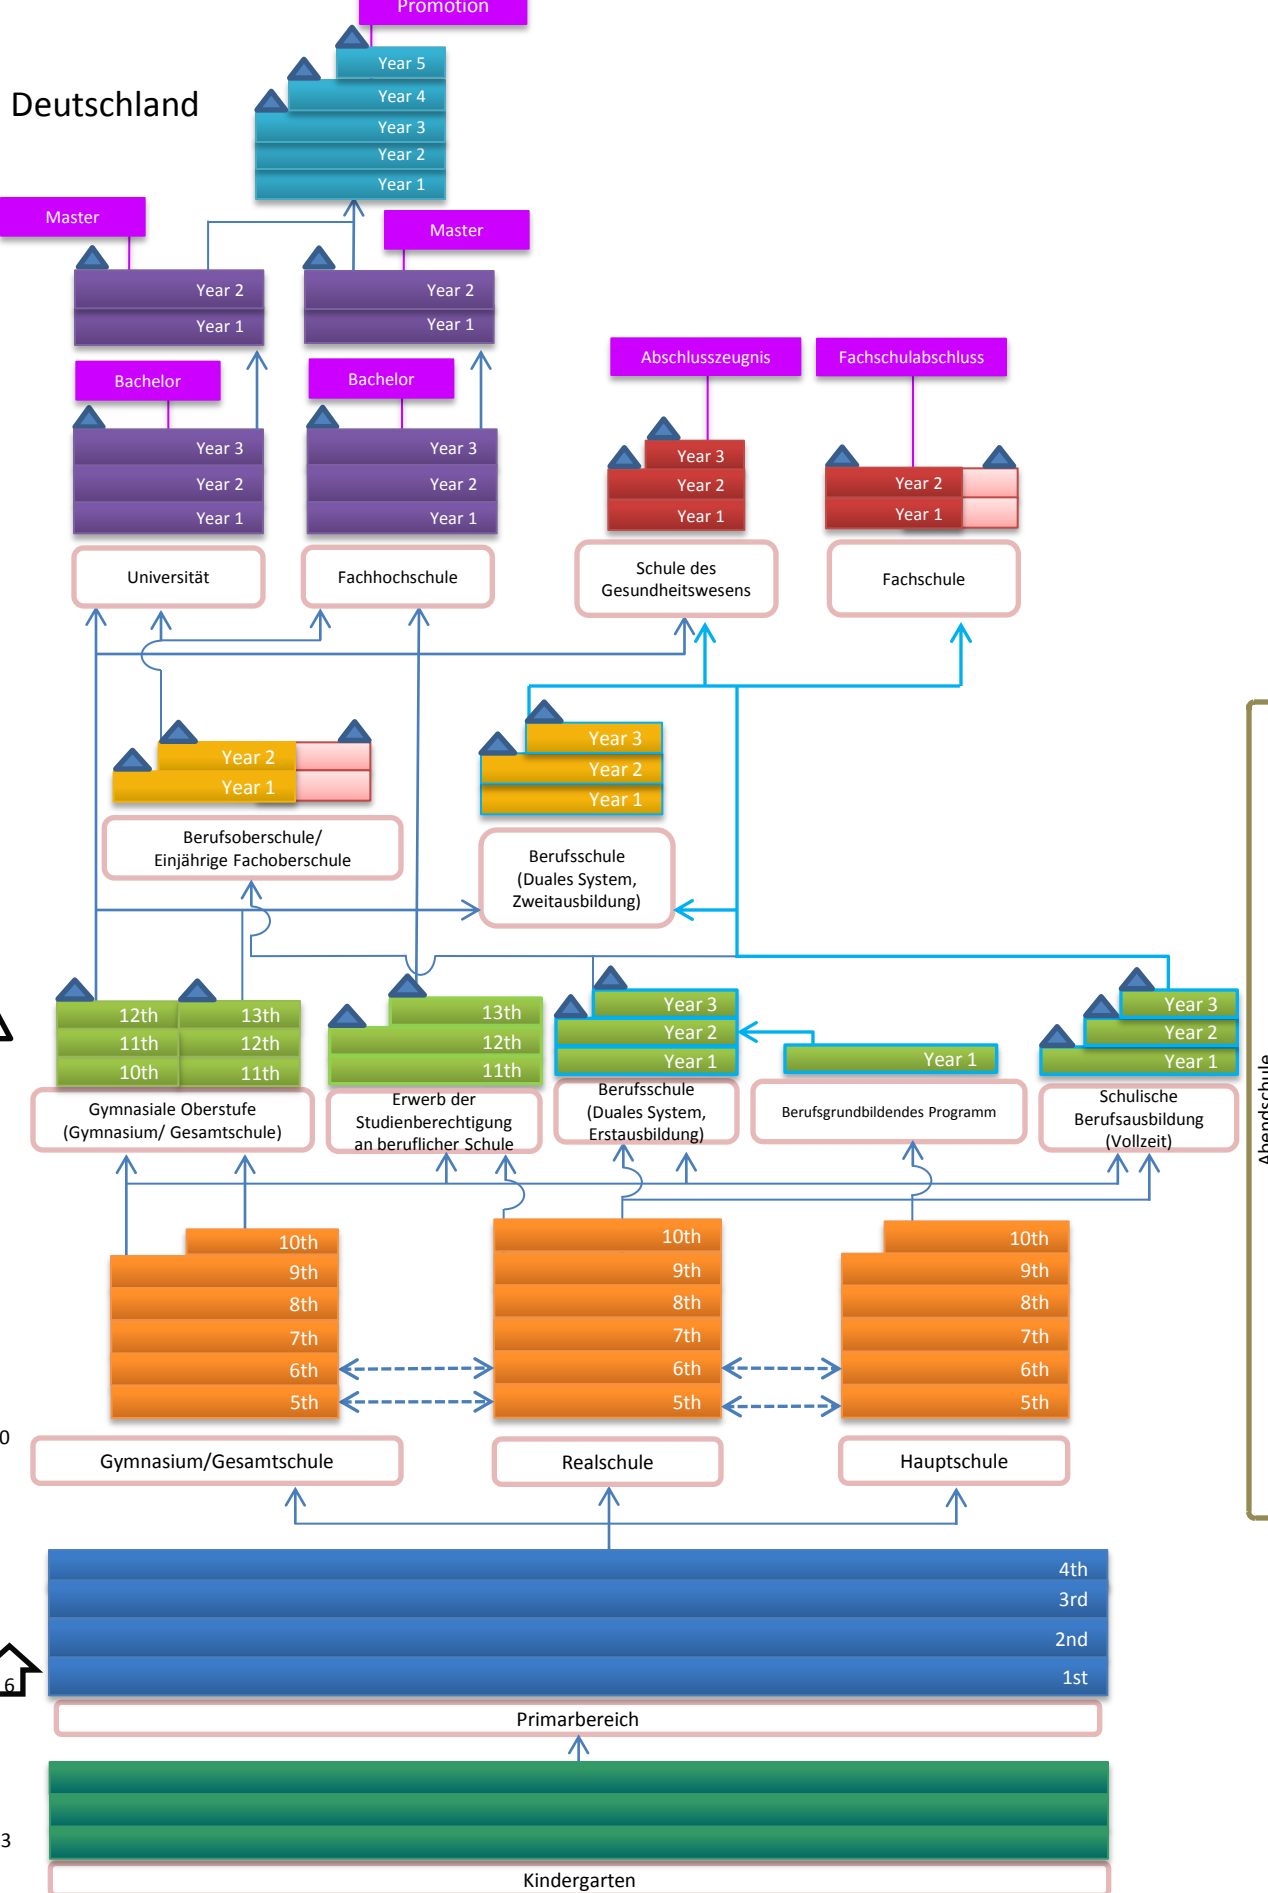 Promotion
Year 5
Deutschland
Year 4
Year 3
Year 2
Year 1
Master
Master
Year 2
Year 2
Year 1
Year 1
Abschlusszeugnis
Fachschulabschluss
Bachelor
Bachelor
Year 3
Year 3
Year 3
Year 2
Year 2
Year 2
Year 2
Year 1
Year 1
Year 1
Year 1
Universität
Fachhochschule
Schule des
Gesundheitswesens
Fachschule
Year 3
Year 2
Year 2
Year 1
Year 1
Berufsoberschule/
Einjährige Fachoberschule
Berufsschule
(Duales System,
Zweitausbildung)
12th
13th
13th
Year 3
Year 3
11th
12th
12th
Year 2
Year 2
10th
11th
11th
Year 1
Year 1
Year 1
Gymnasiale Oberstufe
(Gymnasium/ Gesamtschule)
Erwerb der
Studienberechtigung
an beruflicher Schule
Berufsschule
(Duales System,
Erstausbildung)
Berufsgrundbildendes Programm
Schulische
Berufsausbildung
(Vollzeit)
Abendschule
10th
10th
10th
9th
9th
9th
8th
8th
8th
7th
7th
7th
6th
6th
6th
5th
5th
5th
0
Gymnasium/Gesamtschule
Realschule
Hauptschule
4th
3rd
2nd
1st
6
Primarbereich
3
Kindergarten